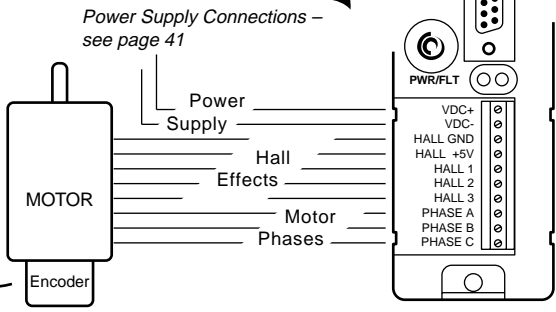 Power Supply Connections –
see page 41
PWR/FLT
Power
Supply
Hall
Effects
Motor
Phases
VDC+
VDC-
HALL GND
HALL +5V
HALL 1
HALL 2
HALL 3
PHASE A
PHASE B
PHASE C
MOTOR
Encoder